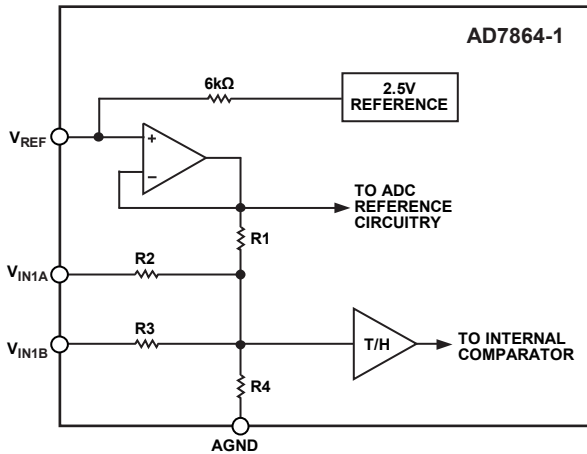 AD7864-1
6kΩ
2.5V
REFERENCE
VREF
+
−
TO ADC
REFERENCE
CIRCUITRY
R1
VIN1A
R2
VIN1B
R3
T/H
TO INTERNAL
COMPARATOR
R4
AGND